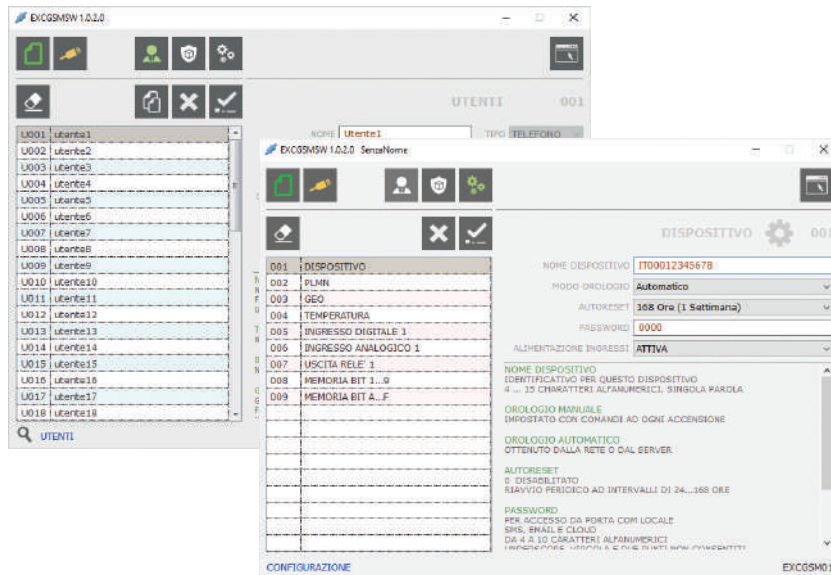 EXCGSMSW 1.0.2.0
UTENTI 001
NOME Utente1 TIPO TELEFONO
U001 utente1
U002 utente2
U003 utente3
U004 utente4
U005 utente5
U006 utente6
U007 utente7
U008 utente8
U009 utente9
U010 utente10
U011 utente11
U012 utente12
U013 utente13
U014 utente14
U015 utente15
U016 utente16
U017 utente17
U018 utente18
UTENTI
EXCGSMSW 1.0.2.0 SenzaNome
DISPOSITIVO 001
001 DISPOSITIVO
002 PLMN
003 GEO
004 TEMPERATURA
005 INGRESSO DIGITALE 1
006 INGRESSO ANALOGICO 1
007 USCITA RELE' 1
008 MEMORIA BIT 1...9
009 MEMORIA BIT A...F
NOME DISPOSITIVO IT00012345678
MODO OROLOGIO Automatico
AUTORESET 168 Ore (1 Settimana)
PASSWORD 0000
ALIMENTAZIONE INGRESSI ATTIVA
NOME DISPOSITIVO
IDENTIFICATIVO PER QUESTO DISPOSITIVO
4 ... 15 CHARATTERI ALFANUMERICI, SINGOLA PAROLA
OROLOGIO MANUALE
IMPOSTATO CON COMANDI AD OGNI ACCENSIONE
OROLOGIO AUTOMATICO
OTTENUTO DALLA RETE O DAL SERVER
AUTORESET
0 DISABILITATO
RIAVVIO PERIODICO AD INTERVALLI DI 24...168 ORE
PASSWORD
PER ACCESSO DA PORTA COM LOCALE
SMS, EMAIL E CLOUD
DA 4 A 10 CARATTERI ALFANUMERICI
UNDERSCORE, VIRGOLA E DUE PUNTI NON CONSENTITI
CONFIGURAZIONE EXCGSM01